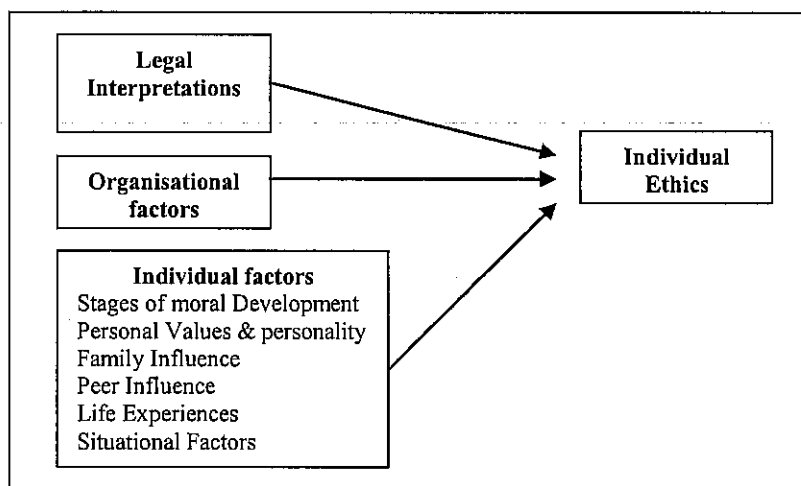 Legal
Interpretations
Organisational
factors
Individual factors
Stages of moral Development
Personal Values & personality
Family Influence
Peer Influence
Life Experiences
Situational Factors
Individual
Ethics